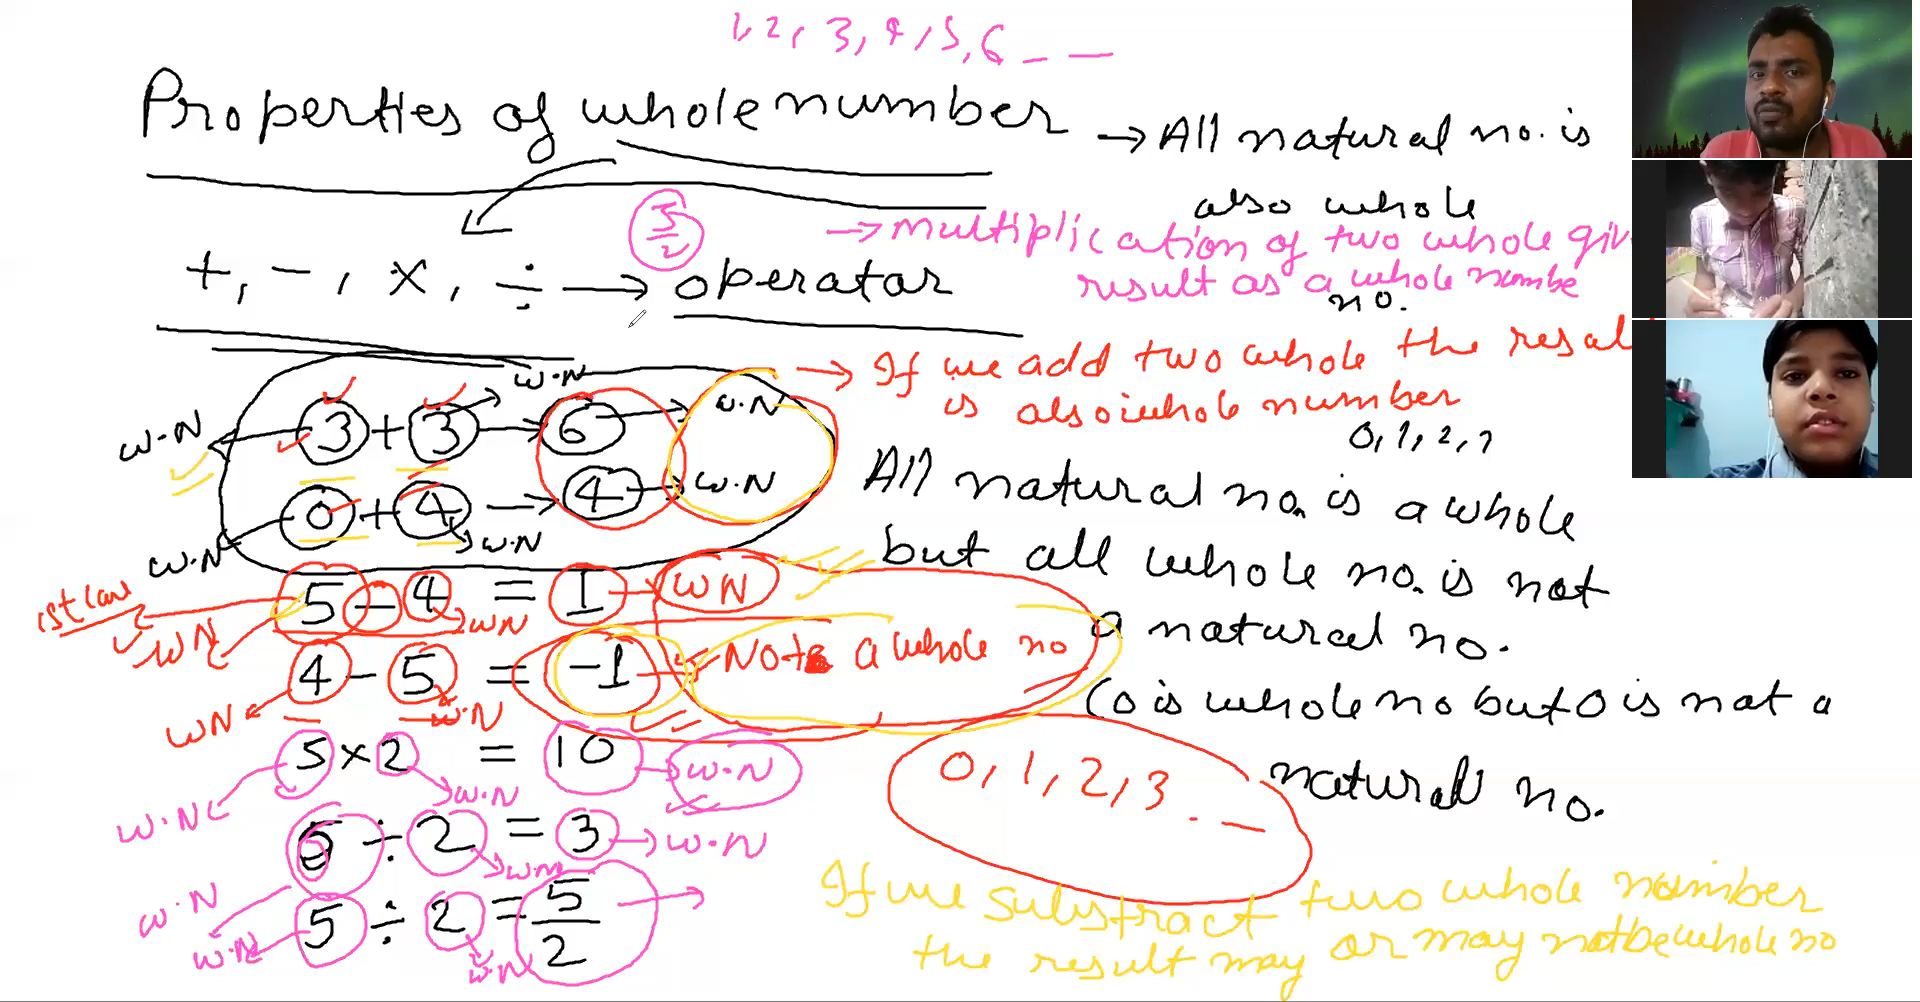 1, 2, 3, 4, 5, 6 _ _
Properties of whole number
→ All natural no. is
also whole
no.
+, -, ×, ÷ → operator
5/2
→ multiplication of two whole giv
result as a whole numbe
→ If we add two whole the resul
is also whole number
0, 1, 2, 3
W.N 3 + 3 → 6 → W.N
W.N
W.N 0 + 4 → 4 → W.N
W.N
All natural no. is a whole
but all whole no. is not
a natural no.
(0 is whole no but 0 is not a
natural no.
1st law
5 - 4 = 1 → WN
WN WN
4 - 5 = -1 → Not a whole no
WN W.N
5 × 2 = 10 → W.N
W.N W.N
0, 1, 2, 3 . _
÷ 2 = 3 → W.N
W.N W.N
5 ÷ 2 = 5/2 →
W.N W.N
If we substract two whole number
the result may or may not be whole no